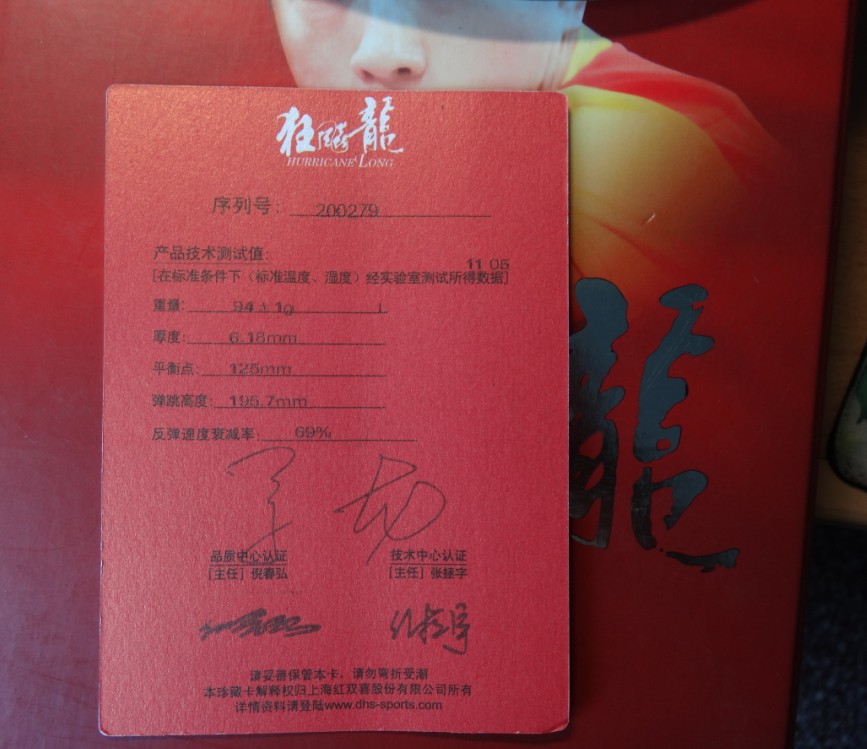 狂飚龍
HURRICANE LONG
序列号: 200279
产品技术测试值:
11 05
[在标准条件下（标准温度、湿度）经实验室测试所得数据]
重量: 94±1g L
厚度: 6.18mm
平衡点: 125mm
弹跳高度: 195.7mm
反弹速度衰减率: 69%
品质中心认证 技术中心认证
[主任] 倪春弘 [主任]
请妥善保管本卡，请勿弯折受潮
本珍藏卡解释权归上海红双喜股份有限公司所有
详情资料请登陆www.dhs-sports.com
龍